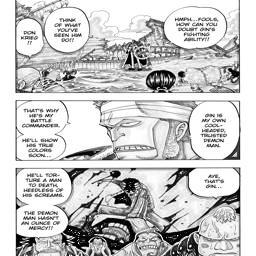 HMPH...FOOLS,
HOW CAN YOU
DOUBT GIN'S
FIGHTING
ABILITY!!
THINK
OF WHAT
YOU'VE
SEEN HIM
DO!!
DON
KRIEG
!!
GIN IS
MY OWN
COOL-
HEADED,
TRUSTED
DEMON
MAN.
THAT'S WHY
HE'S MY
BATTLE
COMMANDER.
HE'LL SHOW
HIS TRUE
COLORS
SOON...
AYE,
THAT'S
GIN...
HE'LL TOR-
TURE A MAN
TO DEATH,
HEEDLESS OF
HIS SCREAMS.
THE DEMON
MAN HASN'T
AN OUNCE OF
MERCY!!